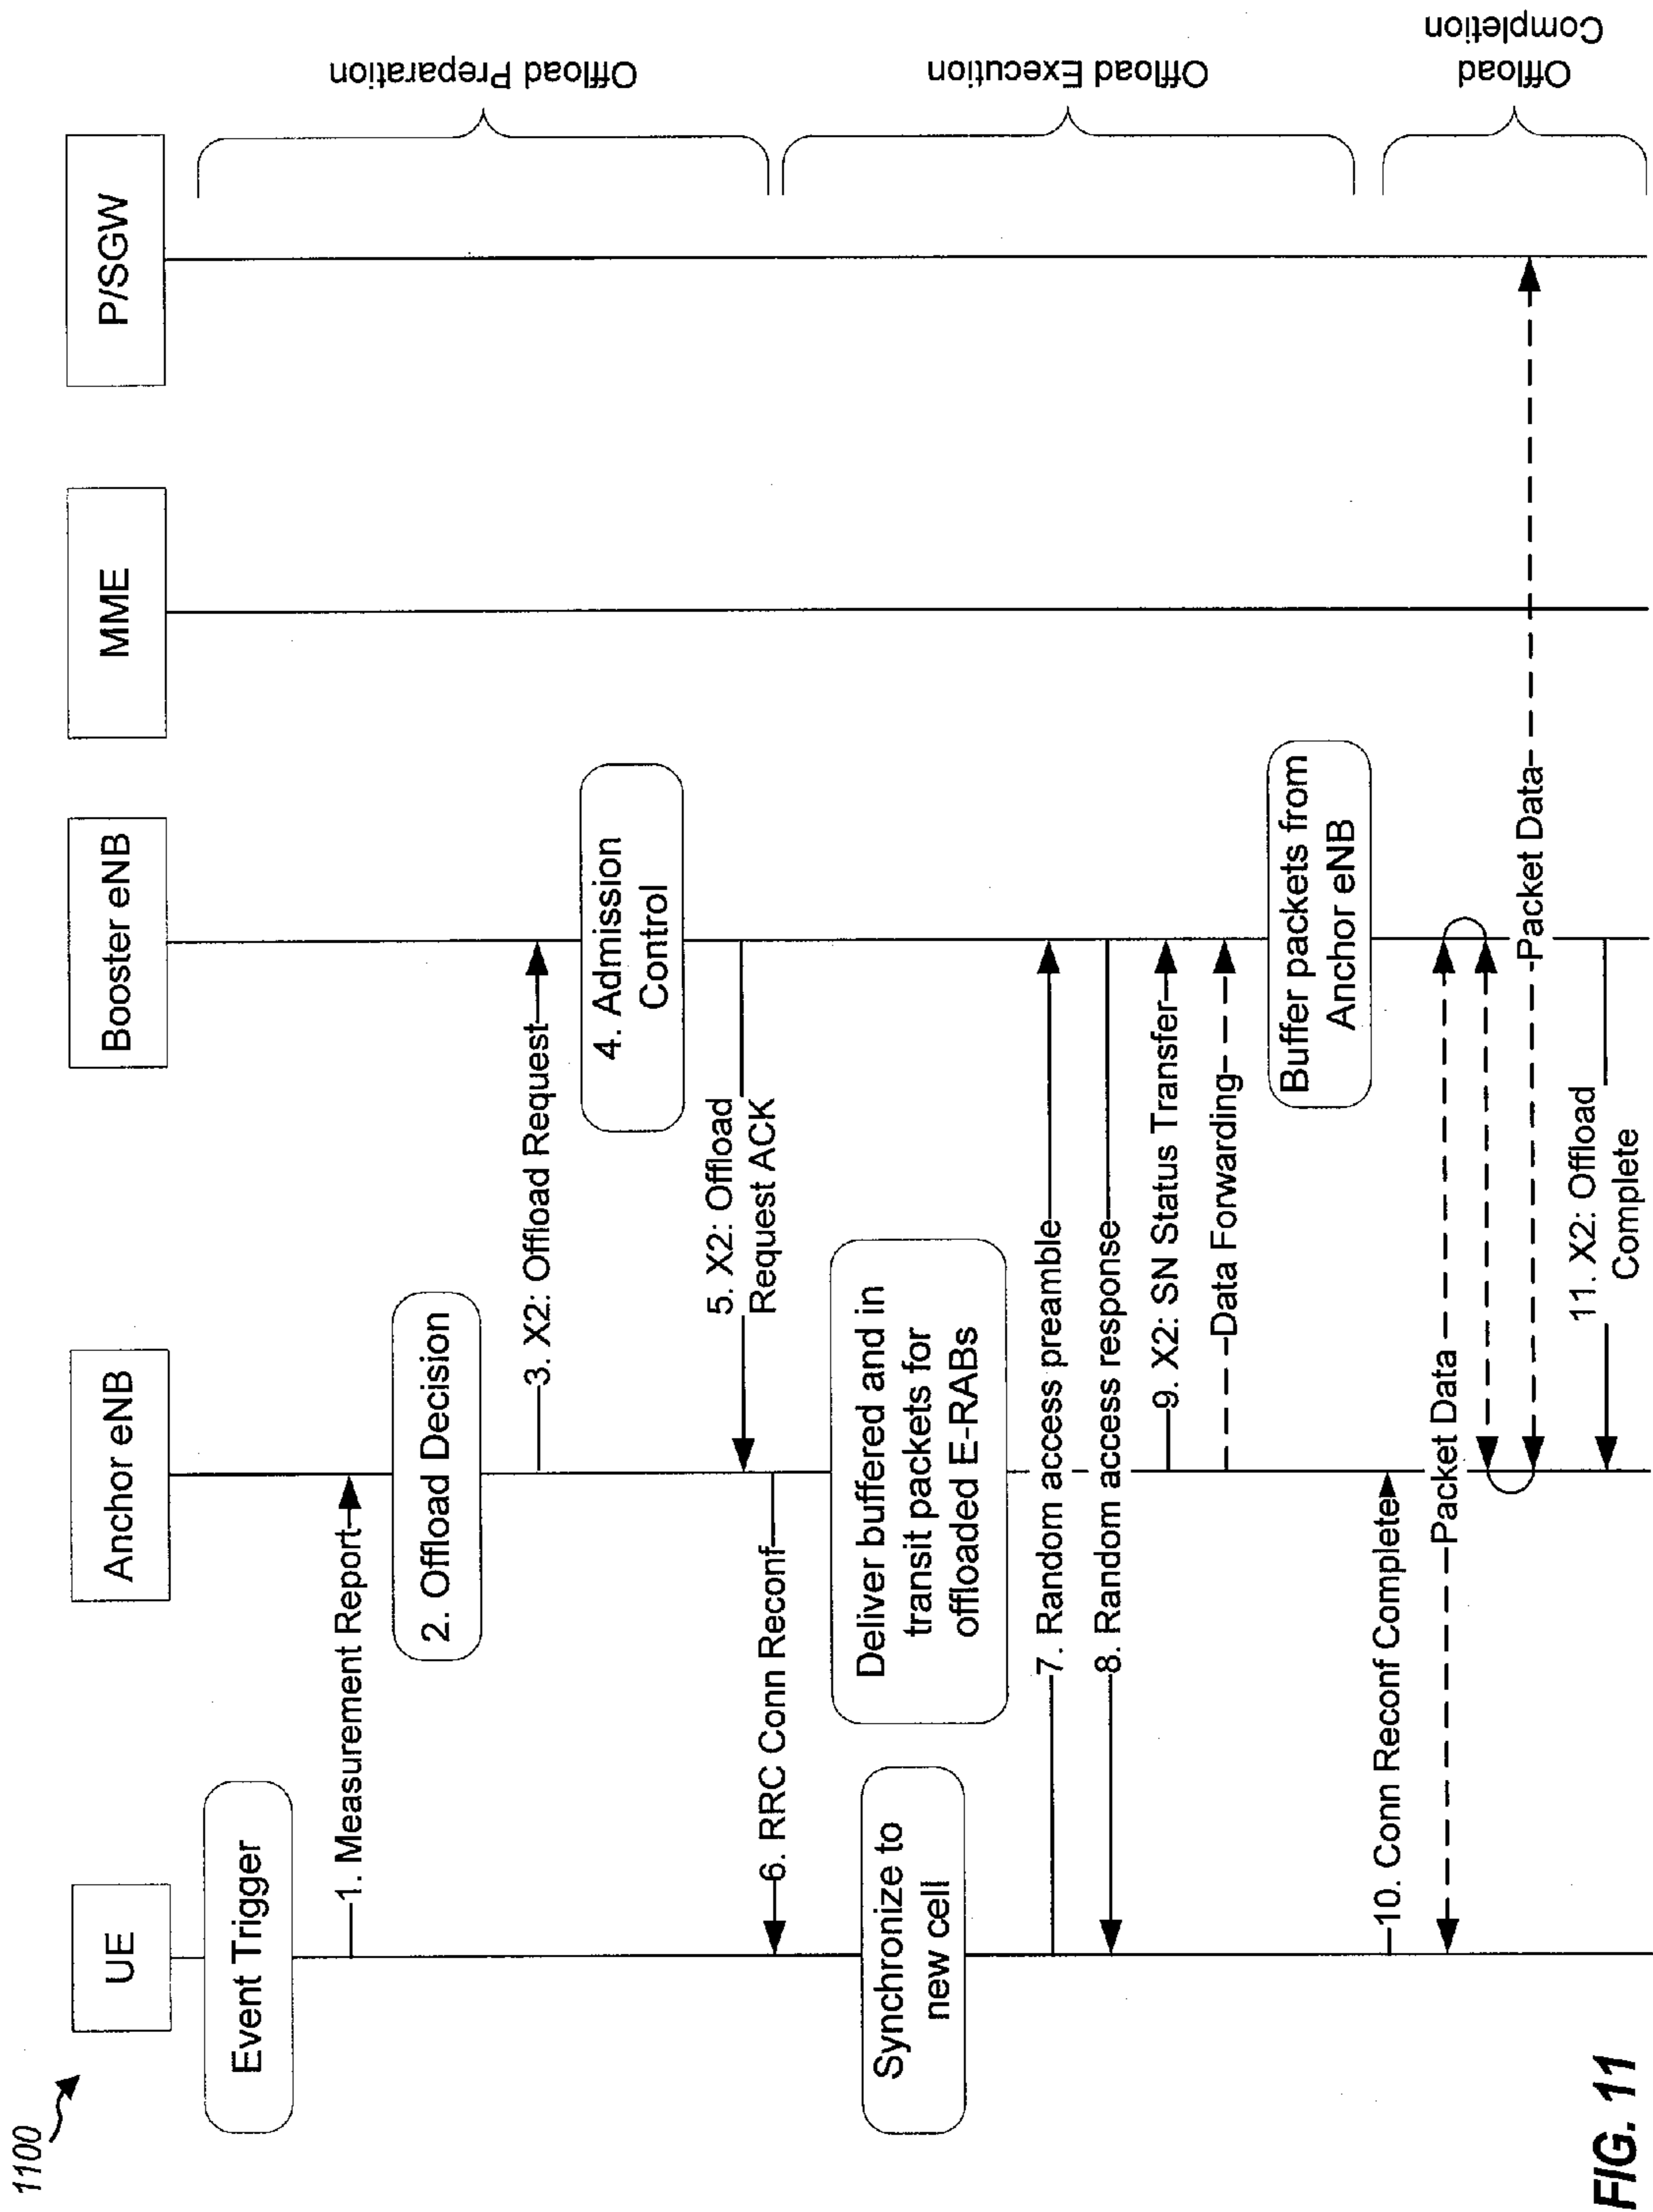 1100
UE
Anchor eNB
Booster eNB
MME
P/SGW
Event Trigger
1. Measurement Report
2. Offload Decision
3. X2: Offload Request
4. Admission
Control
5. X2: Offload
Request ACK
Offload Preparation
6. RRC Conn Reconf
Synchronize to
new cell
Deliver buffered and in
transit packets for
offloaded E-RABs
7. Random access preamble
8. Random access response
9. X2: SN Status Transfer
Data Forwarding
Buffer packets from
Anchor eNB
Offload Execution
10. Conn Reconf Complete
Packet Data
Packet Data
11. X2: Offload
Complete
Offload
Completion
FIG. 11